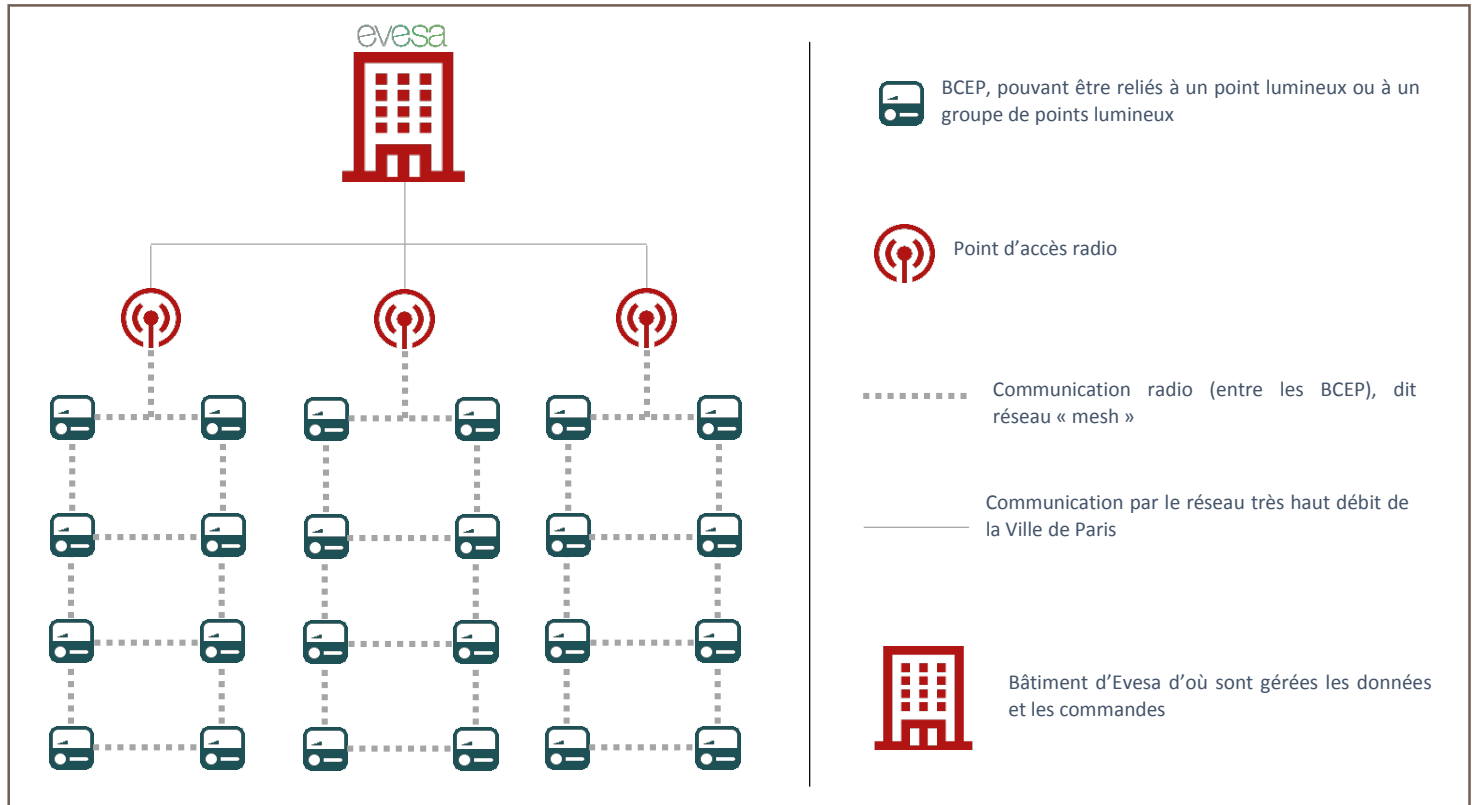 evesa
BCEP, pouvant être reliés à un point lumineux ou à un
groupe de points lumineux
Point d’accès radio
Communication radio (entre les BCEP), dit
réseau « mesh »
Communication par le réseau très haut débit de
la Ville de Paris
Bâtiment d’Evesa d’où sont gérées les données
et les commandes